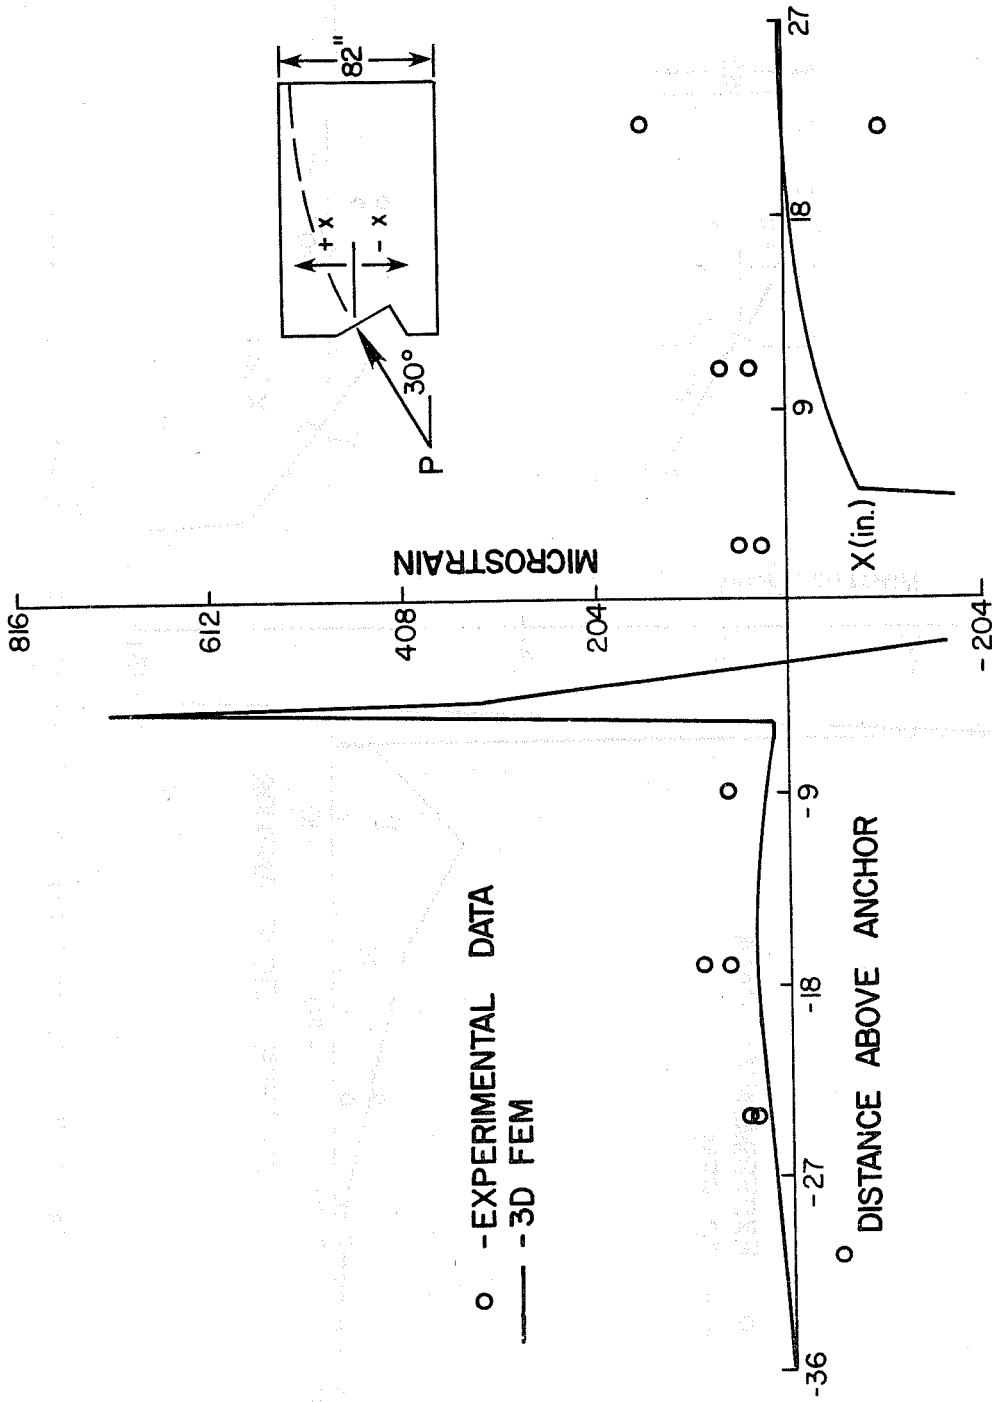 816
612
408
204
-204
MICROSTRAIN
-36
-27
-18
-9
9
18
27
X (in.)
DISTANCE ABOVE ANCHOR
O -EXPERIMENTAL DATA
— -3D FEM
P
30°
+ x
- x
82"